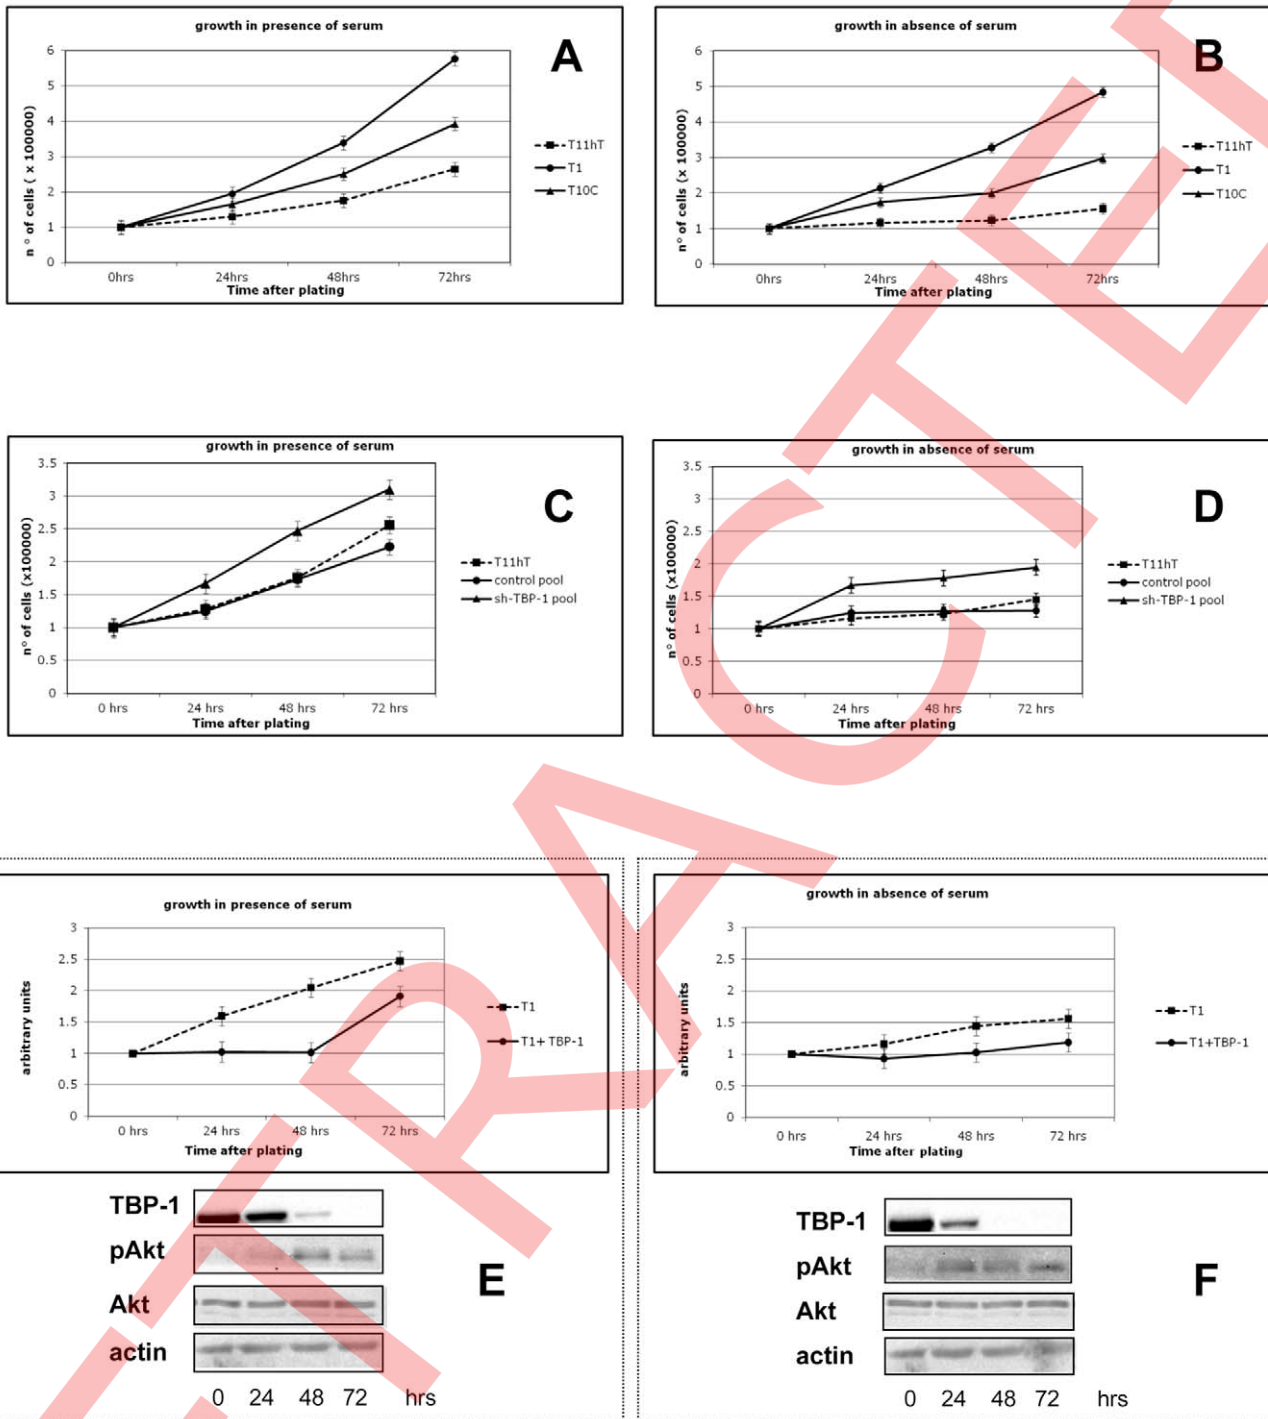 growth in presence of serum
A
n° of cells ( x 100000)
6
5
4
3
2
1
0
0hrs
24hrs
48hrs
72hrs
Time after plating
T11hT
T1
T10C
growth in absence of serum
B
n° of cells (x 100000)
6
5
4
3
2
1
0
0hrs
24hrs
48hrs
72hrs
Time after plating
T11hT
T1
T10C
growth in presence of serum
C
n° of cells (x100000)
3.5
3
2.5
2
1.5
1
0.5
0
0 hrs
24 hrs
48 hrs
72 hrs
Time after plating
T11hT
control pool
sh-TBP-1 pool
growth in absence of serum
D
n° of cells (x100000)
3.5
3
2.5
2
1.5
1
0.5
0
0 hrs
24 hrs
48 hrs
72 hrs
Time after plating
T11hT
control pool
sh-TBP-1 pool
growth in presence of serum
arbitrary units
3
2.5
2
1.5
1
0.5
0
0 hrs
24 hrs
48 hrs
72 hrs
Time after plating
T1
T1+ TBP-1
TBP-1
pAkt
Akt
actin
0 24 48 72 hrs
E
growth in absence of serum
arbitrary units
3
2.5
2
1.5
1
0.5
0
0 hrs
24 hrs
48 hrs
72 hrs
Time after plating
T1
T1+TBP-1
TBP-1
pAkt
Akt
actin
0 24 48 72 hrs
F
TRACTE